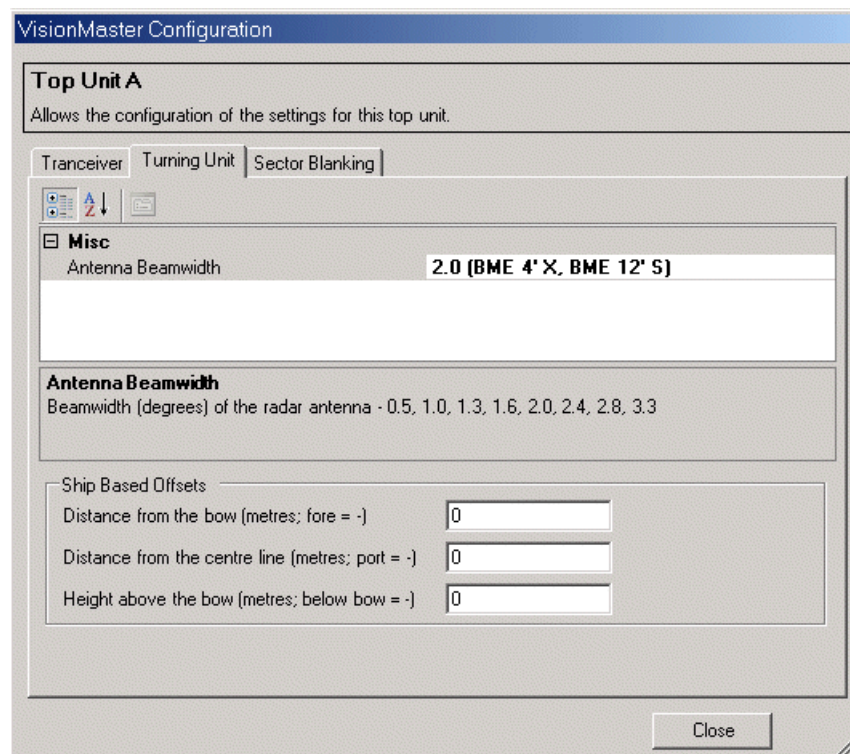 VisionMaster Configuration
Top Unit A
Allows the configuration of the settings for this top unit.
Tranceiver Turning Unit Sector Blanking
A
Z
Misc
Antenna Beamwidth 2.0 (BME 4' X, BME 12' S)
Antenna Beamwidth
Beamwidth (degrees) of the radar antenna - 0.5, 1.0, 1.3, 1.6, 2.0, 2.4, 2.8, 3.3
Ship Based Offsets
Distance from the bow (metres; fore = -) 0
Distance from the centre line (metres; port = -) 0
Height above the bow (metres; below bow = -) 0
Close